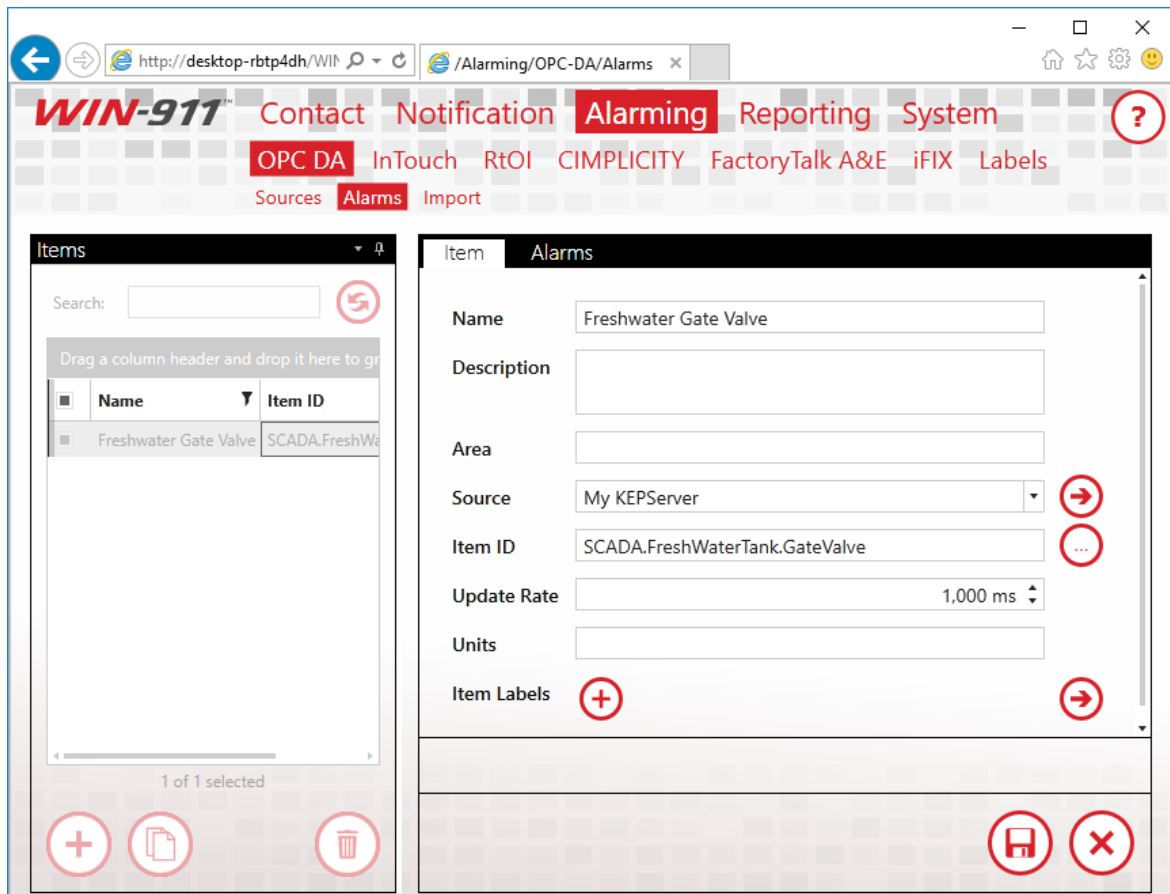 http://desktop-rbtp4dh/WIN
/Alarming/OPC-DA/Alarms
WIN-911™ Contact Notification Alarming Reporting System ?
OPC DA InTouch RtOI CIMPLICITY FactoryTalk A&E iFIX Labels
Sources Alarms Import
Items
Search:
Drag a column header and drop it here to gr
Name Item ID
Freshwater Gate Valve SCADA.FreshWa
1 of 1 selected
Item Alarms
Name Freshwater Gate Valve
Description
Area
Source My KEPServer
Item ID SCADA.FreshWaterTank.GateValve ...
Update Rate 1,000 ms
Units
Item Labels